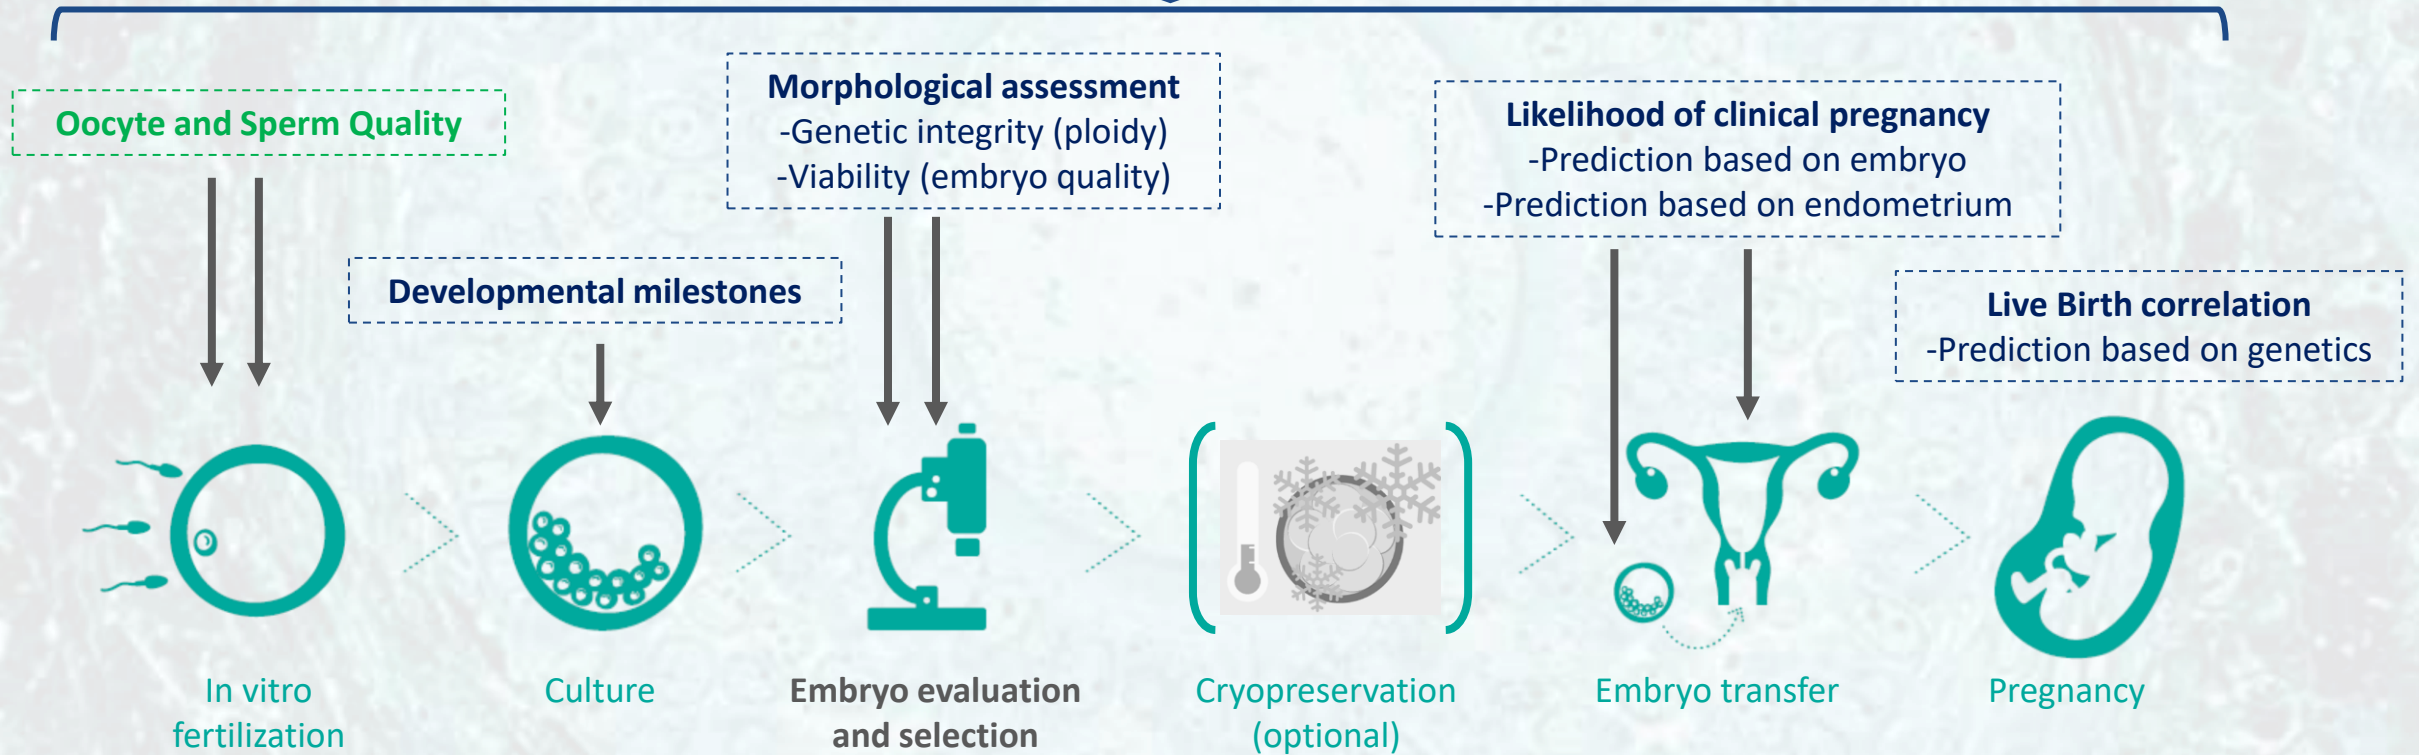 Oocyte and Sperm Quality
Developmental milestones
Morphological assessment
-Genetic integrity (ploidy)
-Viability (embryo quality)
Likelihood of clinical pregnancy
-Prediction based on embryo
-Prediction based on endometrium
Live Birth correlation
-Prediction based on genetics
In vitro
fertilization
Culture
Embryo evaluation
and selection
Cryopreservation
(optional)
Embryo transfer
Pregnancy